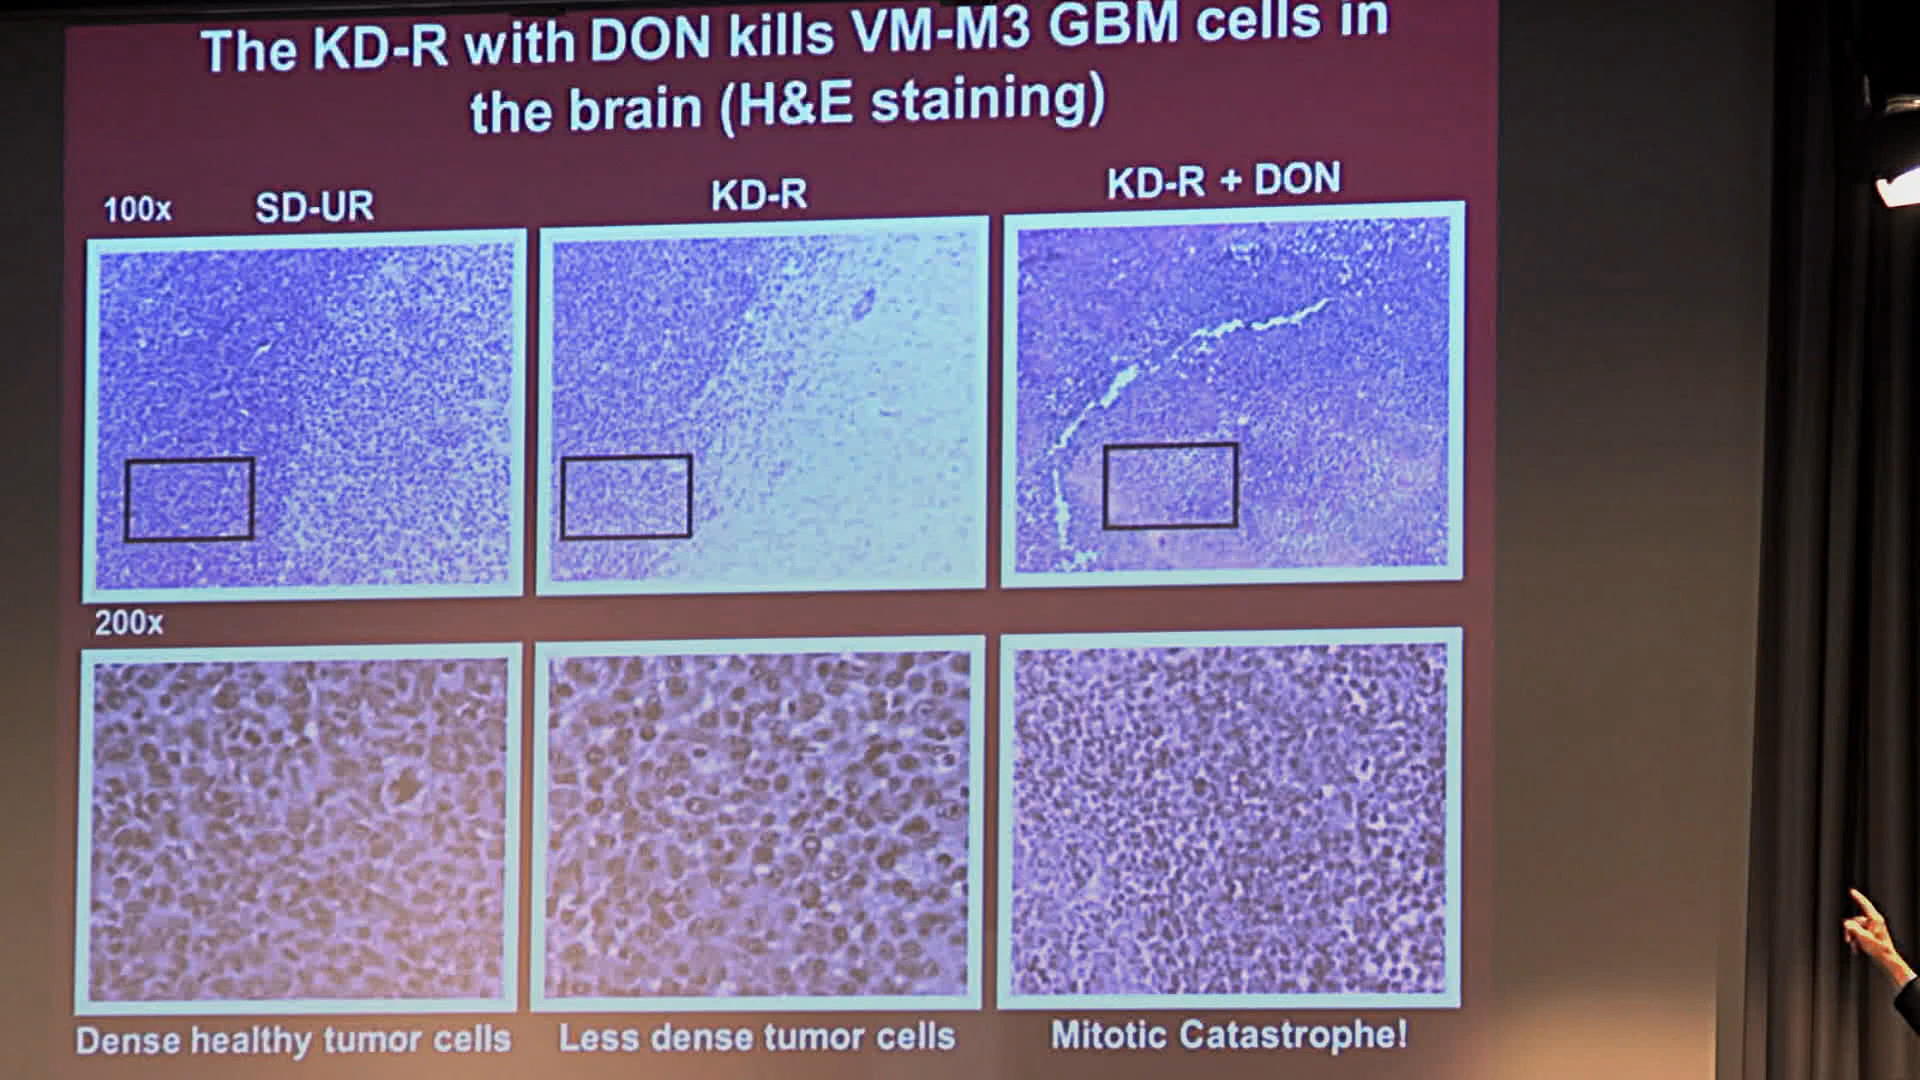 The KD-R with DON kills VM-M3 GBM cells in
the brain (H&E staining)
100x SD-UR KD-R KD-R + DON
200x
Dense healthy tumor cells Less dense tumor cells Mitotic Catastrophe!